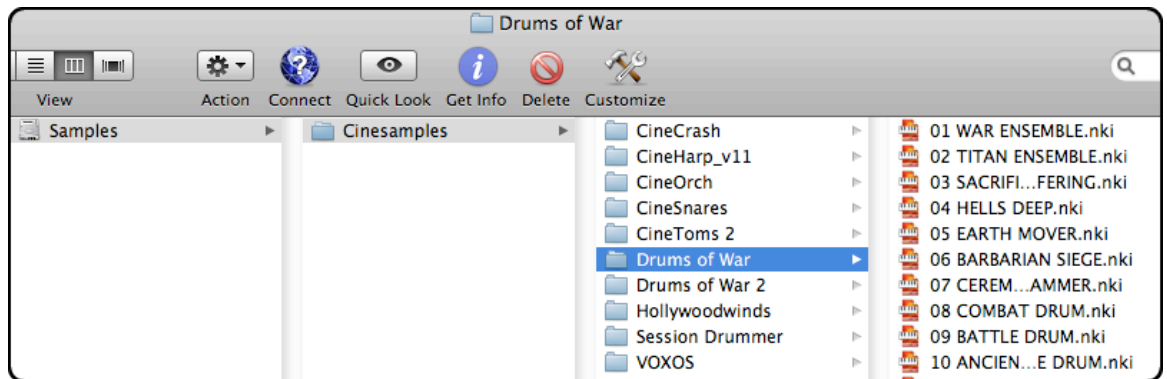 Drums of War
View
Action
Connect
Quick Look
Get Info
Delete
Customize
Samples
Cinesamples
CineCrash
CineHarp_v11
CineOrch
CineSnares
CineToms 2
Drums of War
Drums of War 2
Hollywoodwinds
Session Drummer
VOXOS
01 WAR ENSEMBLE.nki
02 TITAN ENSEMBLE.nki
03 SACRIFI...FERING.nki
04 HELLS DEEP.nki
05 EARTH MOVER.nki
06 BARBARIAN SIEGE.nki
07 CEREM...AMMER.nki
08 COMBAT DRUM.nki
09 BATTLE DRUM.nki
10 ANCIEN...E DRUM.nki